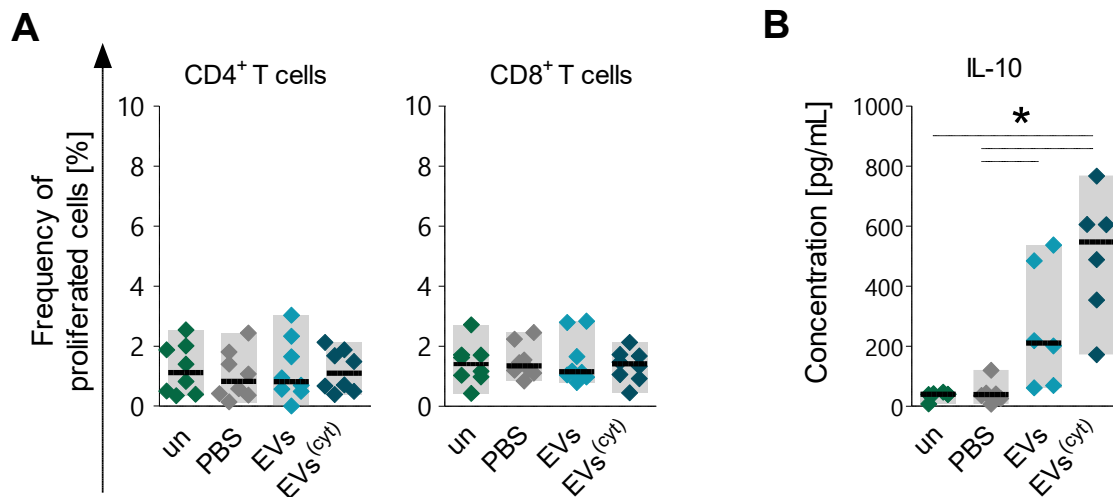 A
Frequency of
proliferated cells [%]
CD4+ T cells
10
8
6
4
2
0
un
PBS
EVs
EVs(cyt)
CD8+ T cells
10
8
6
4
2
0
un
PBS
EVs
EVs(cyt)
B
IL-10
Concentration [pg/mL]
1000
800
600
400
200
0
*
un
PBS
EVs
EVs(cyt)